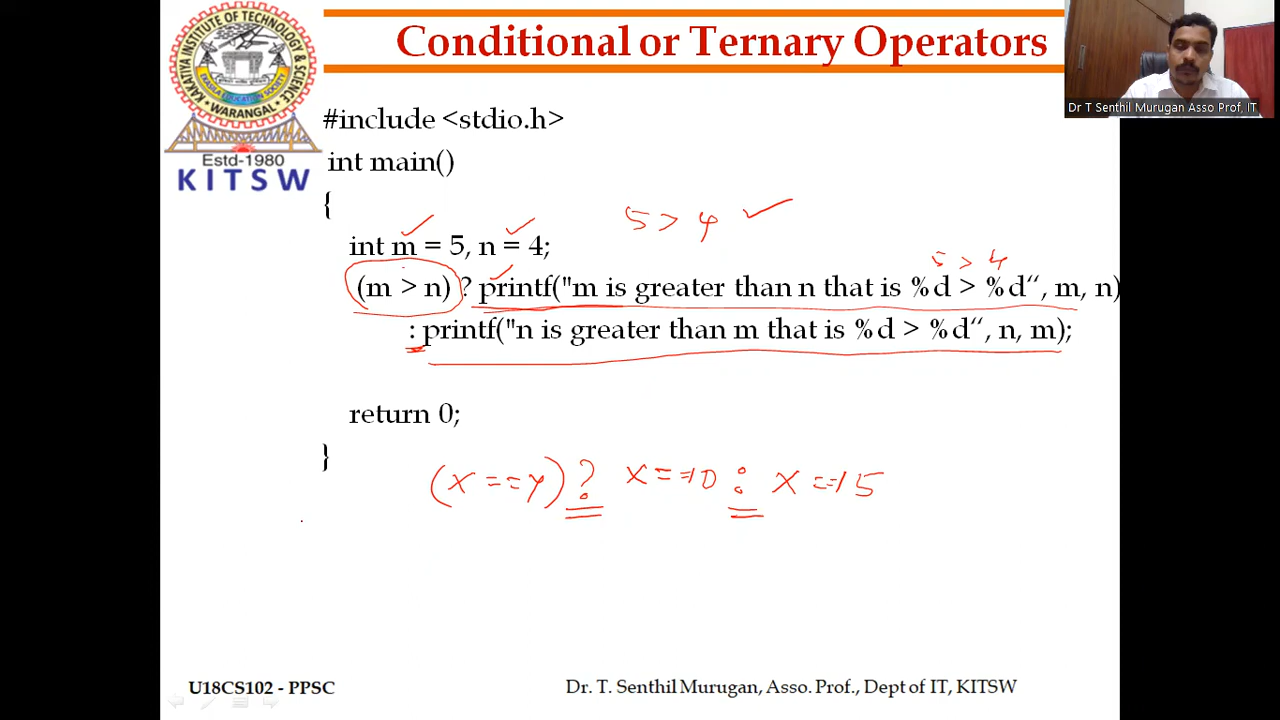 Conditional or Ternary Operators
KAKATIYA INSTITUTE OF TECHNOLOGY & SCIENCE
EKASILA EDUCATION SOCIETY
WARANGAL
Estd-1980
KITSW
Dr T Senthil Murugan Asso Prof, IT
#include <stdio.h>
int main()
{
5 > 4
int m = 5, n = 4;
5 > 4
(m > n) ? printf("m is greater than n that is %d > %d“, m, n)
: printf("n is greater than m that is %d > %d“, n, m);
return 0;
}
(x == y) ? x = 10 : x = 15
U18CS102 - PPSC
Dr. T. Senthil Murugan, Asso. Prof., Dept of IT, KITSW